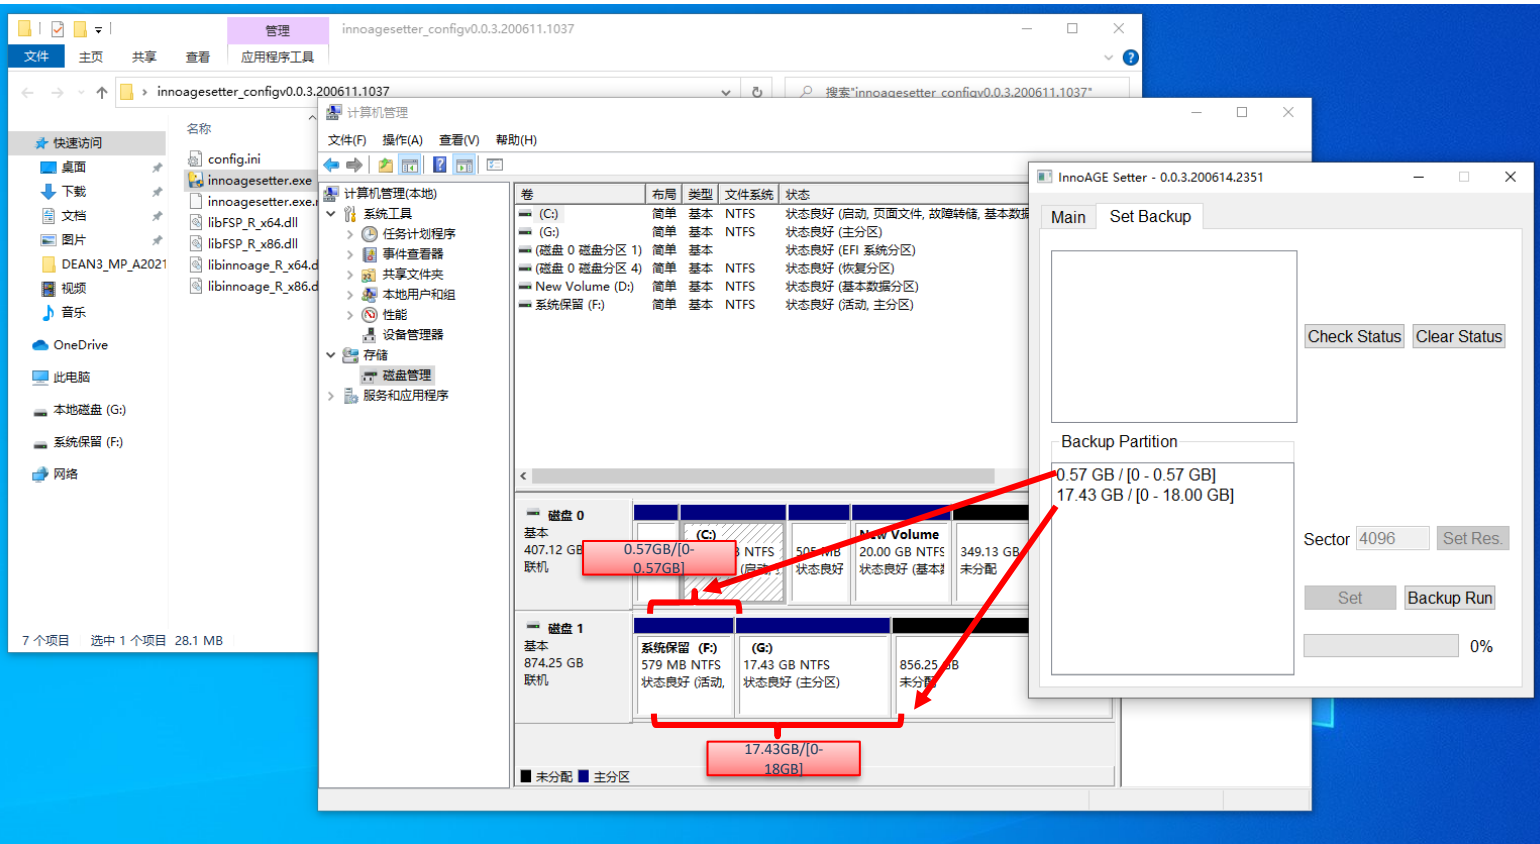 管理
innoagesetter_configv0.0.3.200611.1037
文件 主页 共享 查看 应用程序工具
innoagesetter_configv0.0.3.200611.1037
搜索"innoagesetter_configv0.0.3.200611.1037"
名称
快速访问
桌面
下载
文档
图片
DEAN3_MP_A2021
视频
音乐
OneDrive
此电脑
本地磁盘 (G:)
系统保留 (F:)
网络
config.ini
innoagesetter.exe
innoagesetter.exe.
libFSP_R_x64.dll
libFSP_R_x86.dll
libinnoage_R_x64.d
libinnoage_R_x86.d
7 个项目 选中 1 个项目 28.1 MB
计算机管理
文件(F) 操作(A) 查看(V) 帮助(H)
计算机管理(本地)
系统工具
任务计划程序
事件查看器
共享文件夹
本地用户和组
性能
设备管理器
存储
磁盘管理
服务和应用程序
卷 布局 类型 文件系统 状态
(C:) 简单 基本 NTFS 状态良好 (启动, 页面文件, 故障转储, 基本数据
(G:) 简单 基本 NTFS 状态良好 (主分区)
(磁盘 0 磁盘分区 1) 简单 基本 状态良好 (EFI 系统分区)
(磁盘 0 磁盘分区 4) 简单 基本 NTFS 状态良好 (恢复分区)
New Volume (D:) 简单 基本 NTFS 状态良好 (基本数据分区)
系统保留 (F:) 简单 基本 NTFS 状态良好 (活动, 主分区)
磁盘 0
基本
407.12 GB
联机
(C:)
NTFS
(启动,
505 MB
状态良好
New Volume
20.00 GB NTFS
状态良好 (基本数
349.13 GB
未分配
0.57GB/[0-
0.57GB]
磁盘 1
基本
874.25 GB
联机
系统保留 (F:)
579 MB NTFS
状态良好 (活动,
(G:)
17.43 GB NTFS
状态良好 (主分区)
856.25 GB
未分配
17.43GB/[0-
18GB]
未分配 主分区
InnoAGE Setter - 0.0.3.200614.2351
Main Set Backup
Check Status Clear Status
Backup Partition
0.57 GB / [0 - 0.57 GB]
17.43 GB / [0 - 18.00 GB]
Sector 4096 Set Res.
Set Backup Run
0%